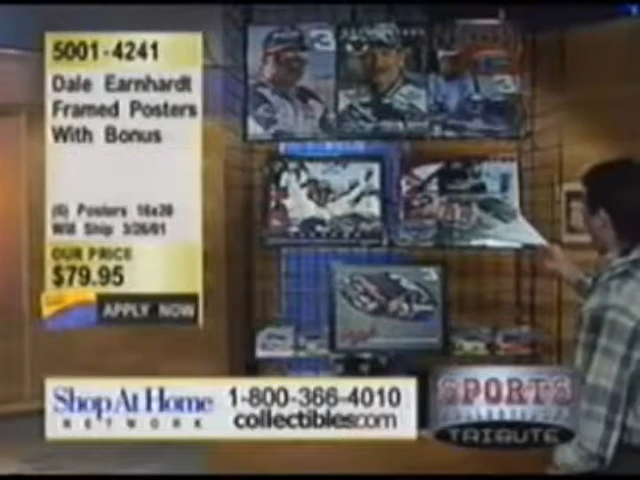 5001-4241
Dale Earnhardt
Framed Posters
With Bonus
(6) Posters 16x20
Will Ship 3/26/01
OUR PRICE
$79.95
APPLY NOW
Shop At Home
NETWORK
1-800-366-4010
collectibles.com
SPORTS
TRIBUTE
3